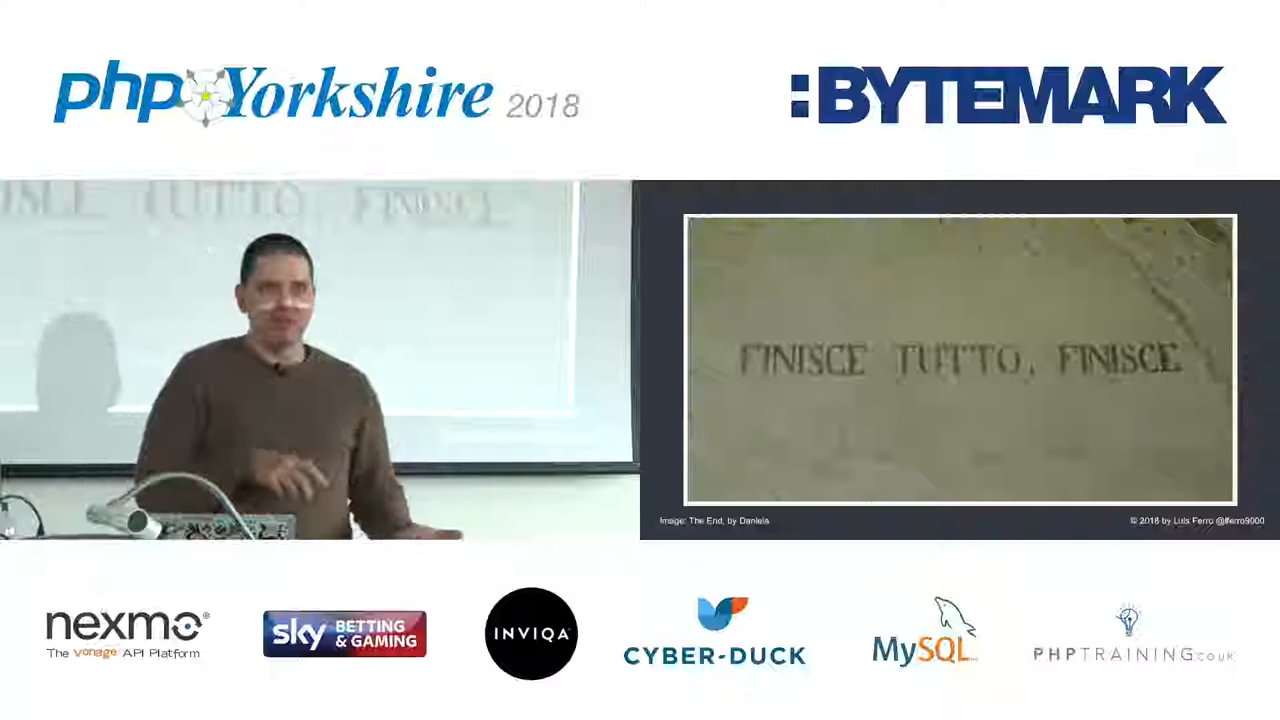 php Yorkshire 2018
:BYTEMARK
TUTTO
FINISCE TUTTO, FINISCE
Image: The End, by Daniela
© 2018 by Luis Ferro @lferro9000
nexmo®
The Vonage API Platform
sky BETTING & GAMING
INVIQA
CYBER-DUCK
MySQL
PHPTRAINING.CO.UK